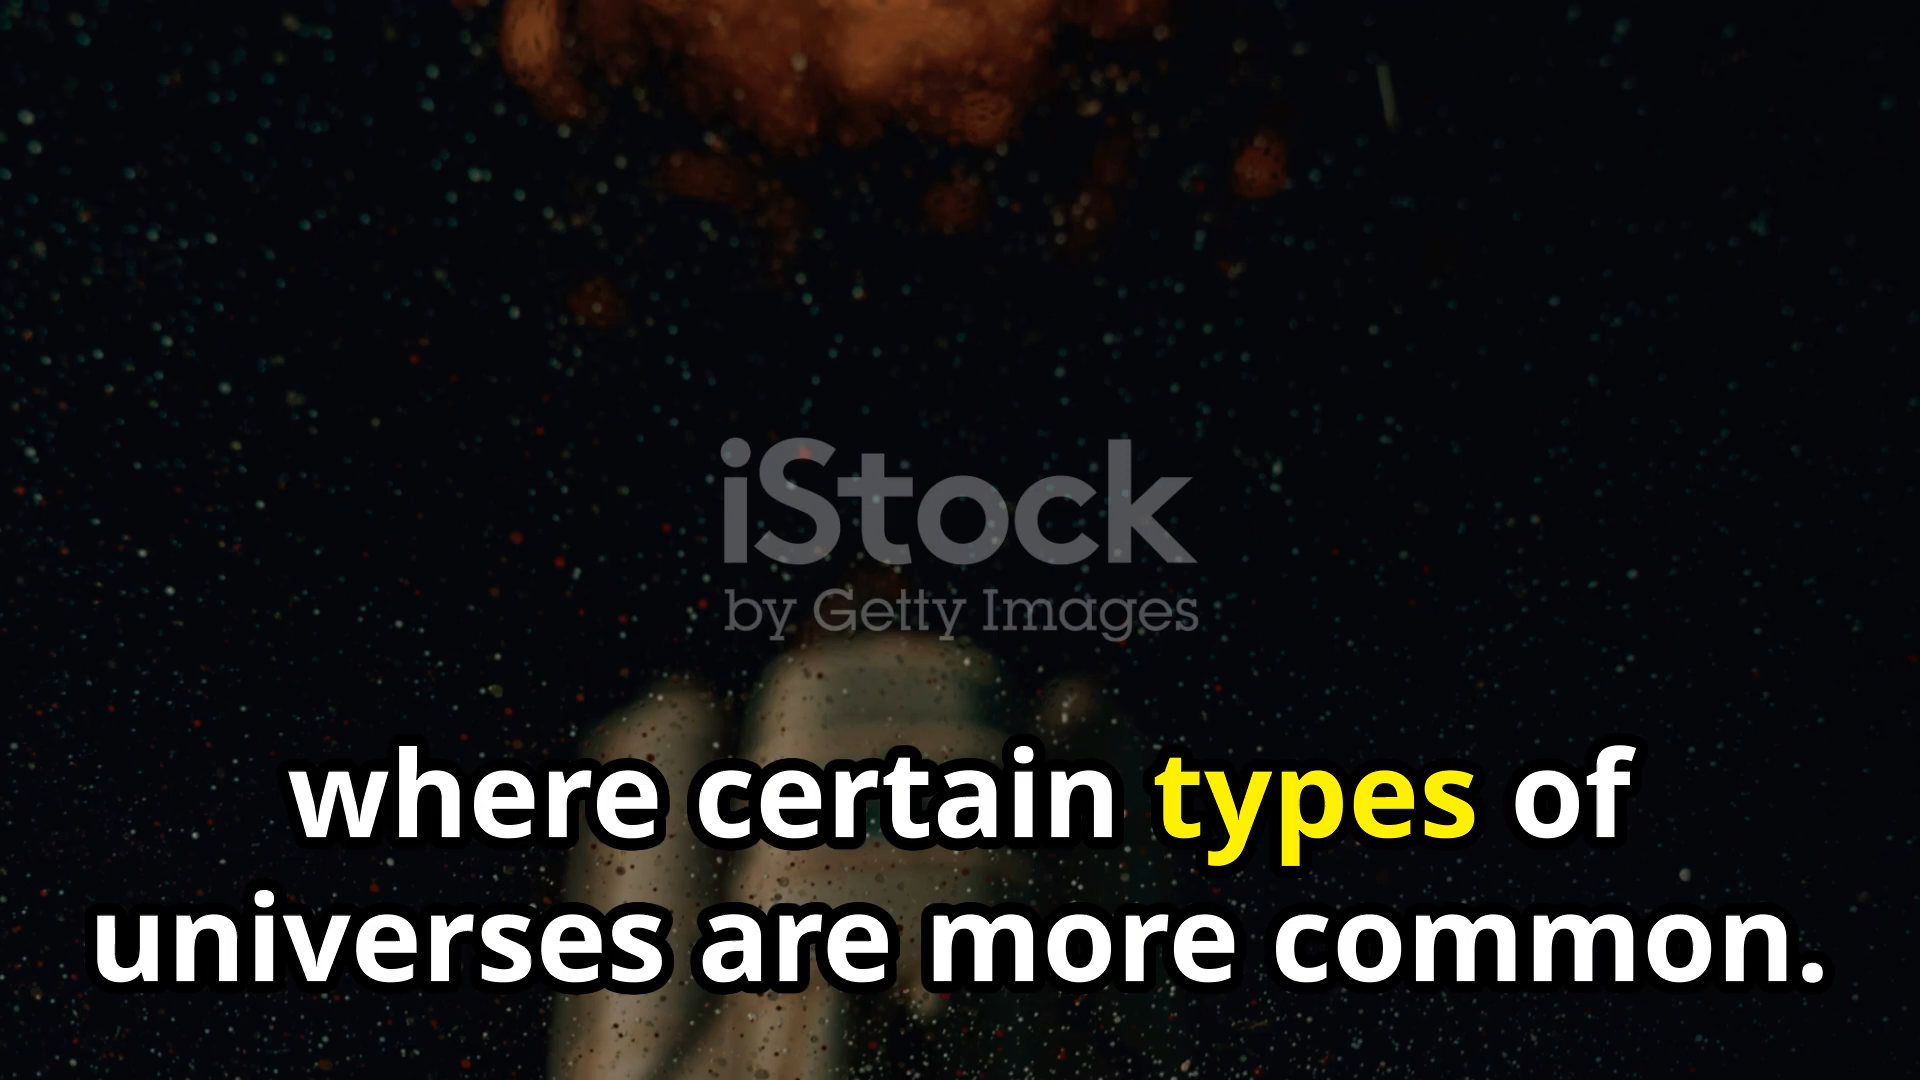 iStock
by Getty Images
where certain types of
universes are more common.